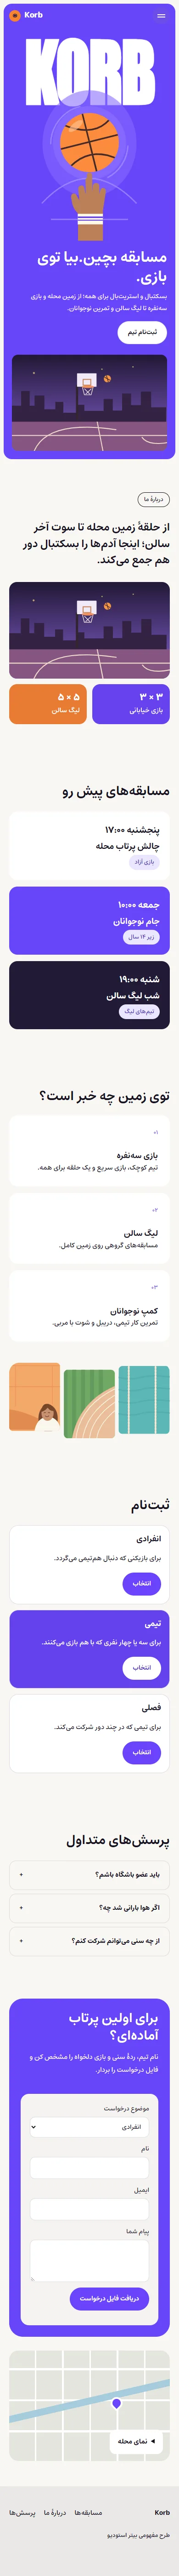 Korb
KORB
مسابقه بچین.بیا توی
بازی.
بسکتبال و استریت‌بال برای همه؛ از زمین محله و بازی
سه‌نفره تا لیگ سالن و تمرین نوجوانان.
ثبت‌نام تیم
دربارهٔ ما
از حلقهٔ زمین محله تا سوت آخر
سالن؛ اینجا آدم‌ها را بسکتبال دور
هم جمع می‌کند.
۳ × ۳
بازی خیابانی
۵ × ۵
لیگ سالن
مسابقه‌های پیش رو
پنجشنبه ۱۷:۰۰
چالش پرتاب محله
بازی آزاد
جمعه ۱۰:۰۰
جام نوجوانان
زیر ۱۴ سال
شنبه ۱۹:۰۰
شب لیگ سالن
تیم‌های لیگ
توی زمین چه خبر است؟
۰۱
بازی سه‌نفره
تیم کوچک، بازی سریع و یک حلقه برای همه.
۰۲
لیگ سالن
مسابقه‌های گروهی روی زمین کامل.
۰۳
کمپ نوجوانان
تمرین کار تیمی، دریبل و شوت با مربی.
ثبت‌نام
انفرادی
برای بازیکنی که دنبال هم‌تیمی می‌گردد.
انتخاب
تیمی
برای سه یا چهار نفری که با هم بازی می‌کنند.
انتخاب
فصلی
برای تیمی که در چند دور شرکت می‌کند.
انتخاب
پرسش‌های متداول
باید عضو باشگاه باشم؟
+
اگر هوا بارانی شد چه؟
+
از چه سنی می‌توانم شرکت کنم؟
+
برای اولین پرتاب
آماده‌ای؟
نام تیم، ردهٔ سنی و بازی دلخواه را مشخص کن و
فایل درخواست را بردار.
موضوع درخواست
انفرادی
نام
ایمیل
پیام شما
دریافت فایل درخواست
نمای محله
Korb
مسابقه‌ها
دربارهٔ ما
پرسش‌ها
طرح مفهومی بیتر استودیو